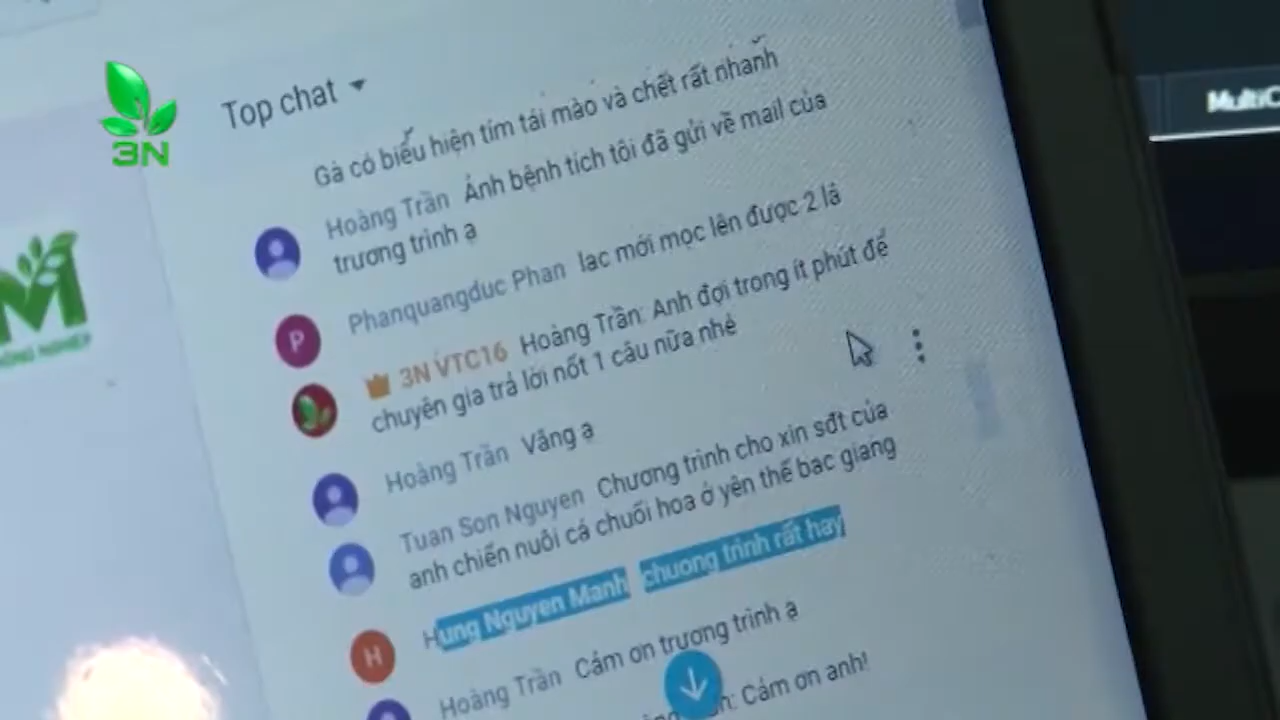 3N
MultiC
Top chat
Gà có biểu hiện tím tái mào và chết rất nhanh
Hoàng Trần Ảnh bệnh tích tôi đã gửi về mail của
trương trình ạ
P
Phanquangduc Phan lac mới mọc lên được 2 lá
3N VTC16 Hoàng Trần: Anh đợi trong ít phút để
chuyên gia trả lời nốt 1 câu nữa nhé
Hoàng Trần Vâng ạ
Tuan Son Nguyen Chương trình cho xin sđt của
anh chiến nuôi cá chuối hoa ở yên thế bac giang
H
Hung Nguyen Manh chuong trinh rất hay
Hoàng Trần Cảm ơn trương trình ạ
Cảm ơn anh!